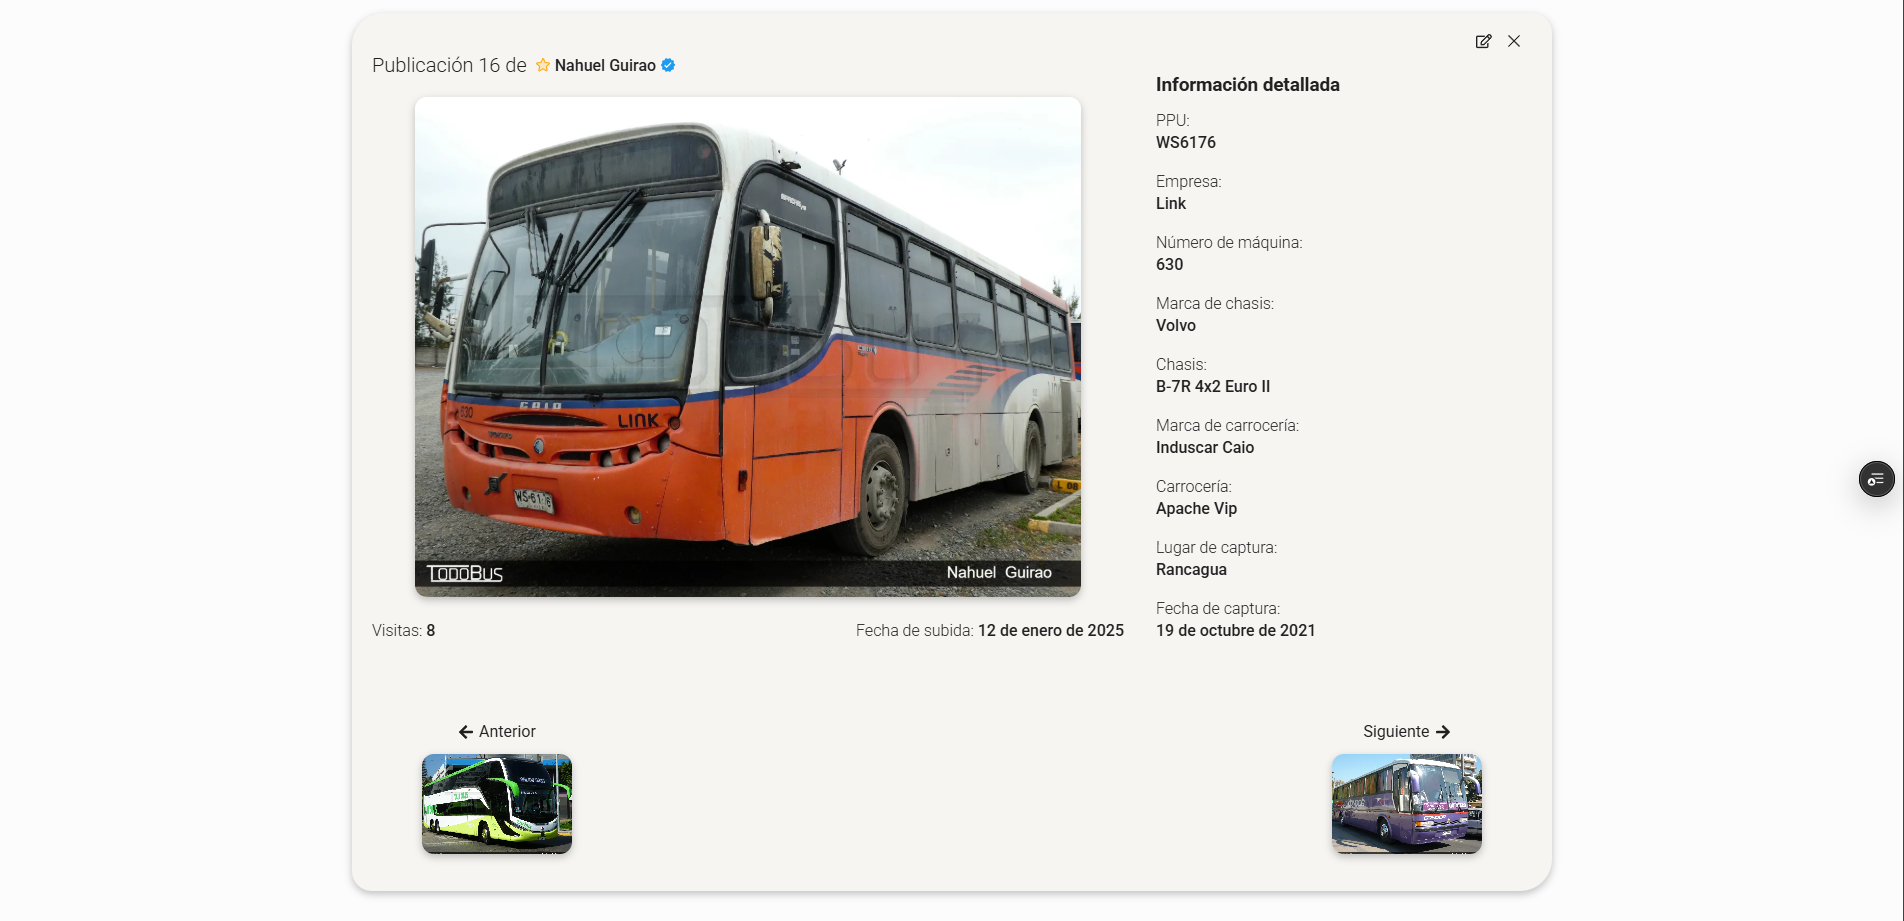 Publicación 16 de Nahuel Guirao
630
CAIO
LINK
WS-6176
L 08
TODOBUS
Nahuel Guirao
Visitas: 8
Fecha de subida: 12 de enero de 2025
Información detallada
PPU:
WS6176
Empresa:
Link
Número de máquina:
630
Marca de chasis:
Volvo
Chasis:
B-7R 4x2 Euro II
Marca de carrocería:
Induscar Caio
Carrocería:
Apache Vip
Lugar de captura:
Rancagua
Fecha de captura:
19 de octubre de 2021
Anterior
Siguiente